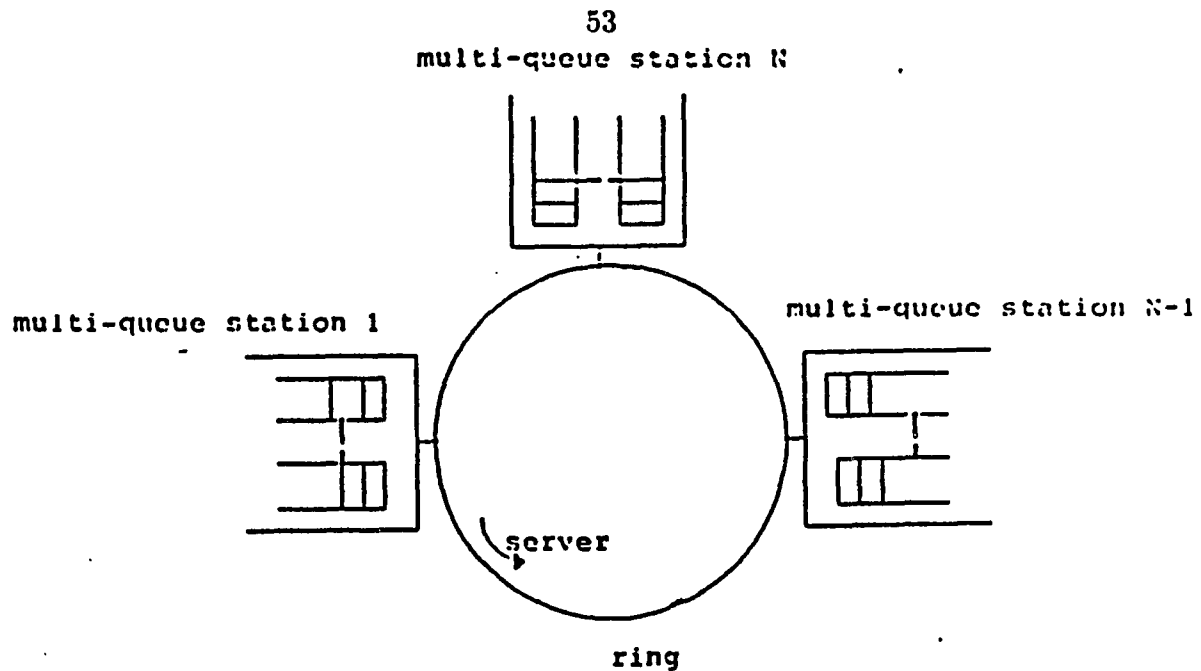 53
multi-queue station N
multi-queue station 1
multi-queue station N-1
server
ring